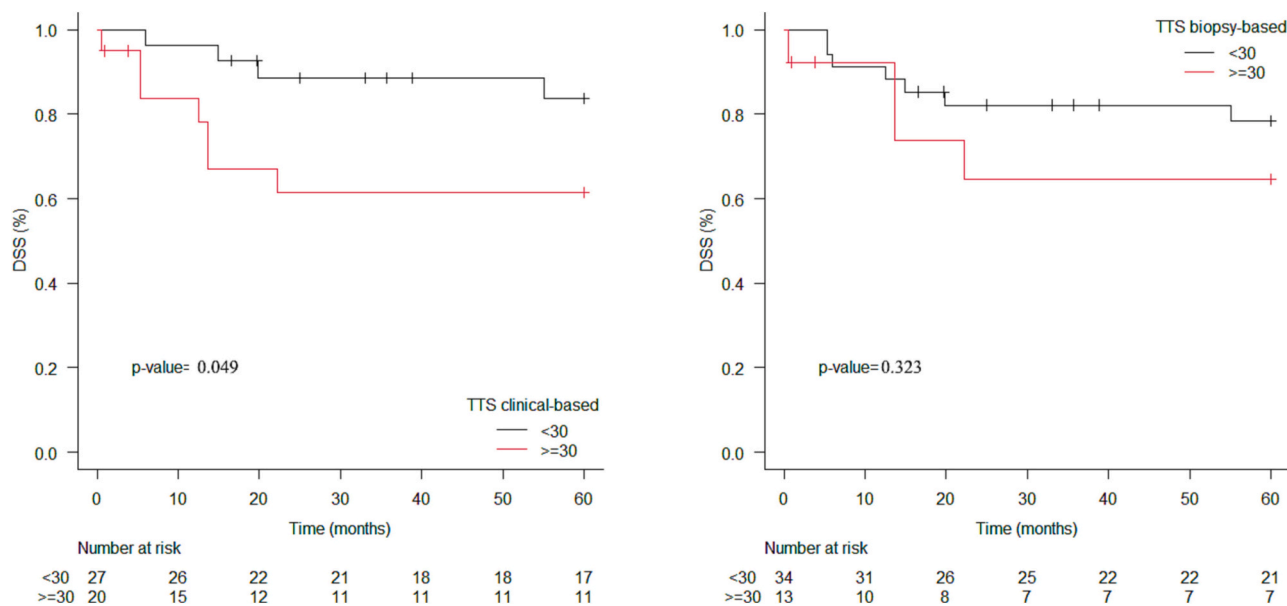 1.0
0.8
0.6
0.4
0.2
0.0
DSS (%)
p-value= 0.049
TTS clinical-based
<30
>=30
0 10 20 30 40 50 60
Time (months)
Number at risk
<30 27 26 22 21 18 18 17
>=30 20 15 12 11 11 11 11
TTS biopsy-based
<30
>=30
1.0
0.8
0.6
0.4
0.2
0.0
DSS (%)
p-value= 0.323
0 10 20 30 40 50 60
Time (months)
Number at risk
<30 34 31 26 25 22 22 21
>=30 13 10 8 7 7 7 7